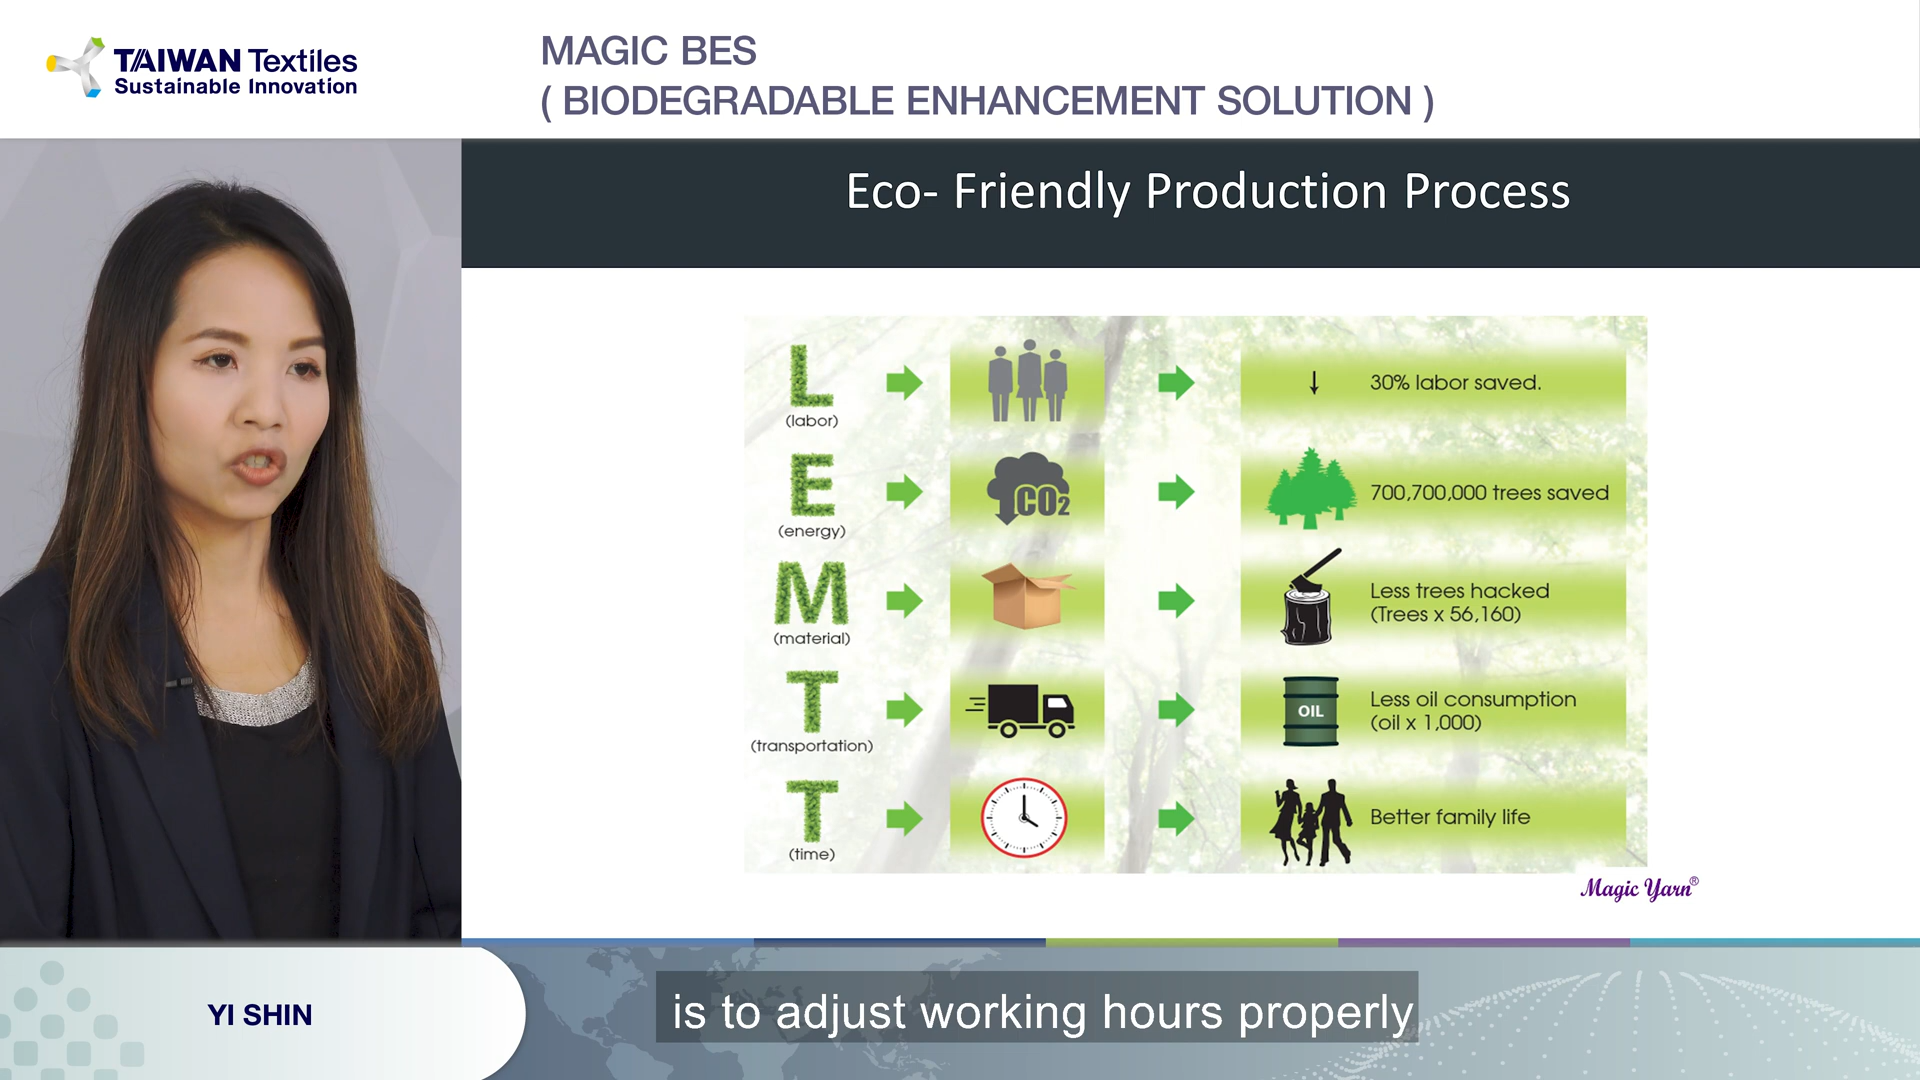 TAIWAN Textiles
Sustainable Innovation
MAGIC BES
( BIODEGRADABLE ENHANCEMENT SOLUTION )
Eco- Friendly Production Process
L
(labor)
↓ 30% labor saved.
E
(energy)
CO2
700,700,000 trees saved
M
(material)
Less trees hacked
(Trees x 56,160)
T
(transportation)
OIL
Less oil consumption
(oil x 1,000)
T
(time)
Better family life
Magic Yarn®
YI SHIN
is to adjust working hours properly